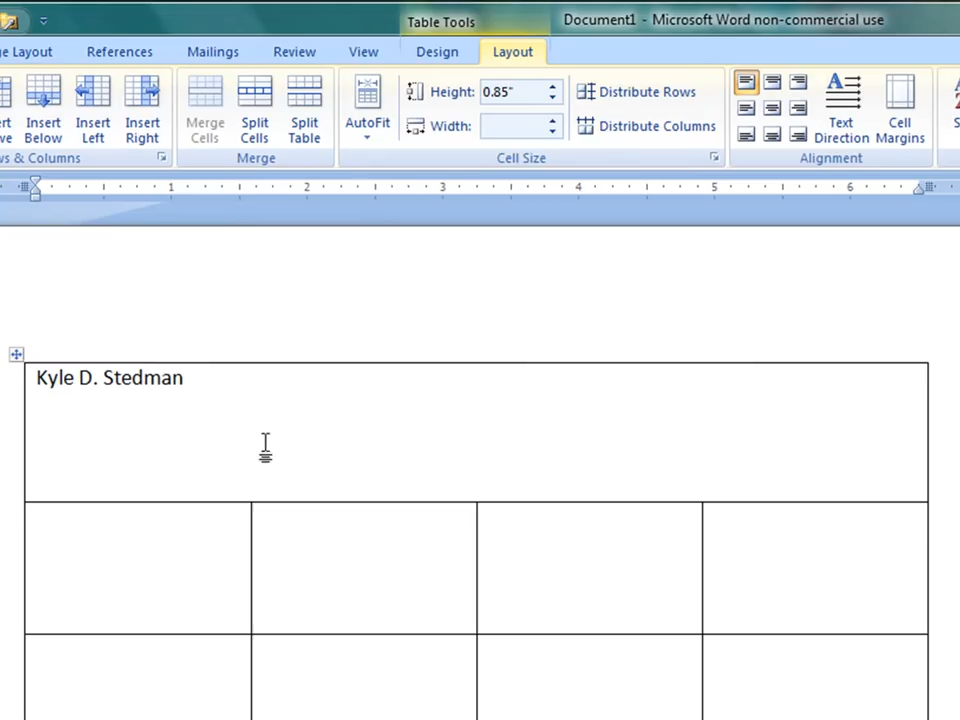 Table Tools
Document1 - Microsoft Word non-commercial use
ge Layout References Mailings Review View Design Layout
Insert Below
Insert Left
Insert Right
Merge Cells
Split Cells
Split Table
AutoFit
Height: 0.85"
Width:
Distribute Rows
Distribute Columns
Text Direction
Cell Margins
s & Columns Merge Cell Size Alignment
1 2 3 4 5 6
Kyle D. Stedman